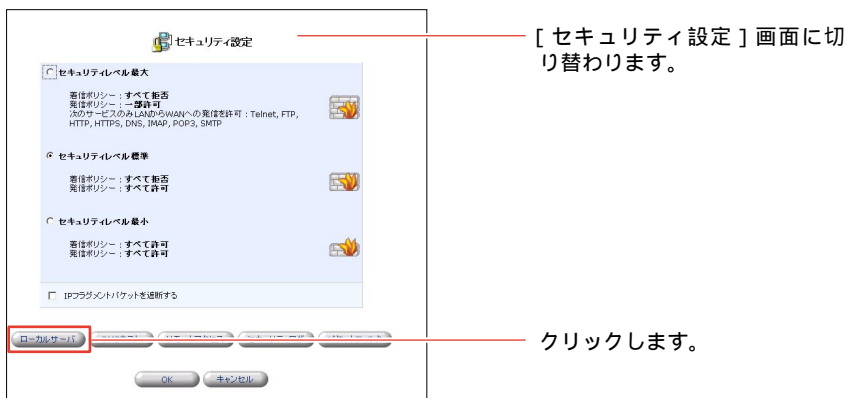 セキュリティ設定
[ セキュリティ設定 ] 画面に切
り替わります。
セキュリティレベル 最大
着信ポリシー : すべて拒否
発信ポリシー : 一部許可
次のサービスのみLANからWANへの発信を許可 : Telnet, FTP,
HTTP, HTTPS, DNS, IMAP, POP3, SMTP
セキュリティレベル 標準
着信ポリシー : すべて拒否
発信ポリシー : すべて許可
セキュリティレベル 最小
着信ポリシー : すべて許可
発信ポリシー : すべて許可
IPフラグメントパケットを遮断する
ローカルサーバ
クリックします。
OK
キャンセル